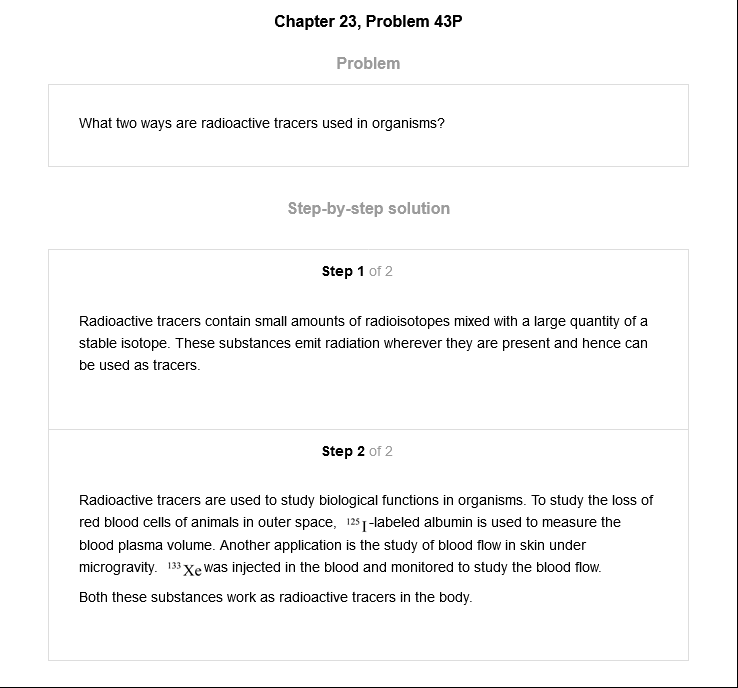 Chapter 23, Problem 43P
Problem
What two ways are radioactive tracers used in organisms?
Step-by-step solution
Step 1 of 2
Radioactive tracers contain small amounts of radioisotopes mixed with a large quantity of a
stable isotope. These substances emit radiation wherever they are present and hence can
be used as tracers.
Step 2 of 2
Radioactive tracers are used to study biological functions in organisms. To study the loss of
red blood cells of animals in outer space, ¹²⁵I-labeled albumin is used to measure the
blood plasma volume. Another application is the study of blood flow in skin under
microgravity. ¹³³Xe was injected in the blood and monitored to study the blood flow.
Both these substances work as radioactive tracers in the body.